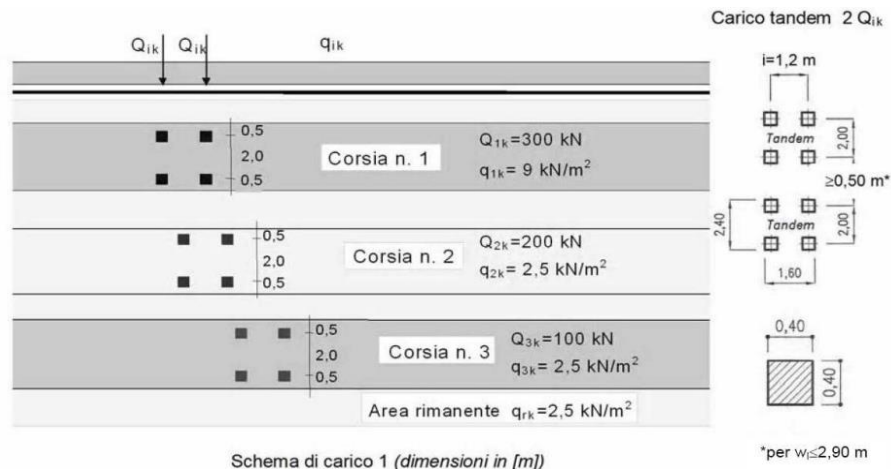 Carico tandem 2 Qik
Qik Qik qik
i=1,2 m
0,5
2,0
0,5
Corsia n. 1
Q1k=300 kN
q1k= 9 kN/m²
Tandem
2,00
≥0,50 m*
0,5
2,0
0,5
Corsia n. 2
Q2k=200 kN
q2k= 2,5 kN/m²
2,40
Tandem
2,00
1,60
0,5
2,0
0,5
Corsia n. 3
Q3k=100 kN
q3k= 2,5 kN/m²
0,40
0,40
Area rimanente qrk=2,5 kN/m²
*per wl≤2,90 m
Schema di carico 1 (dimensioni in [m])